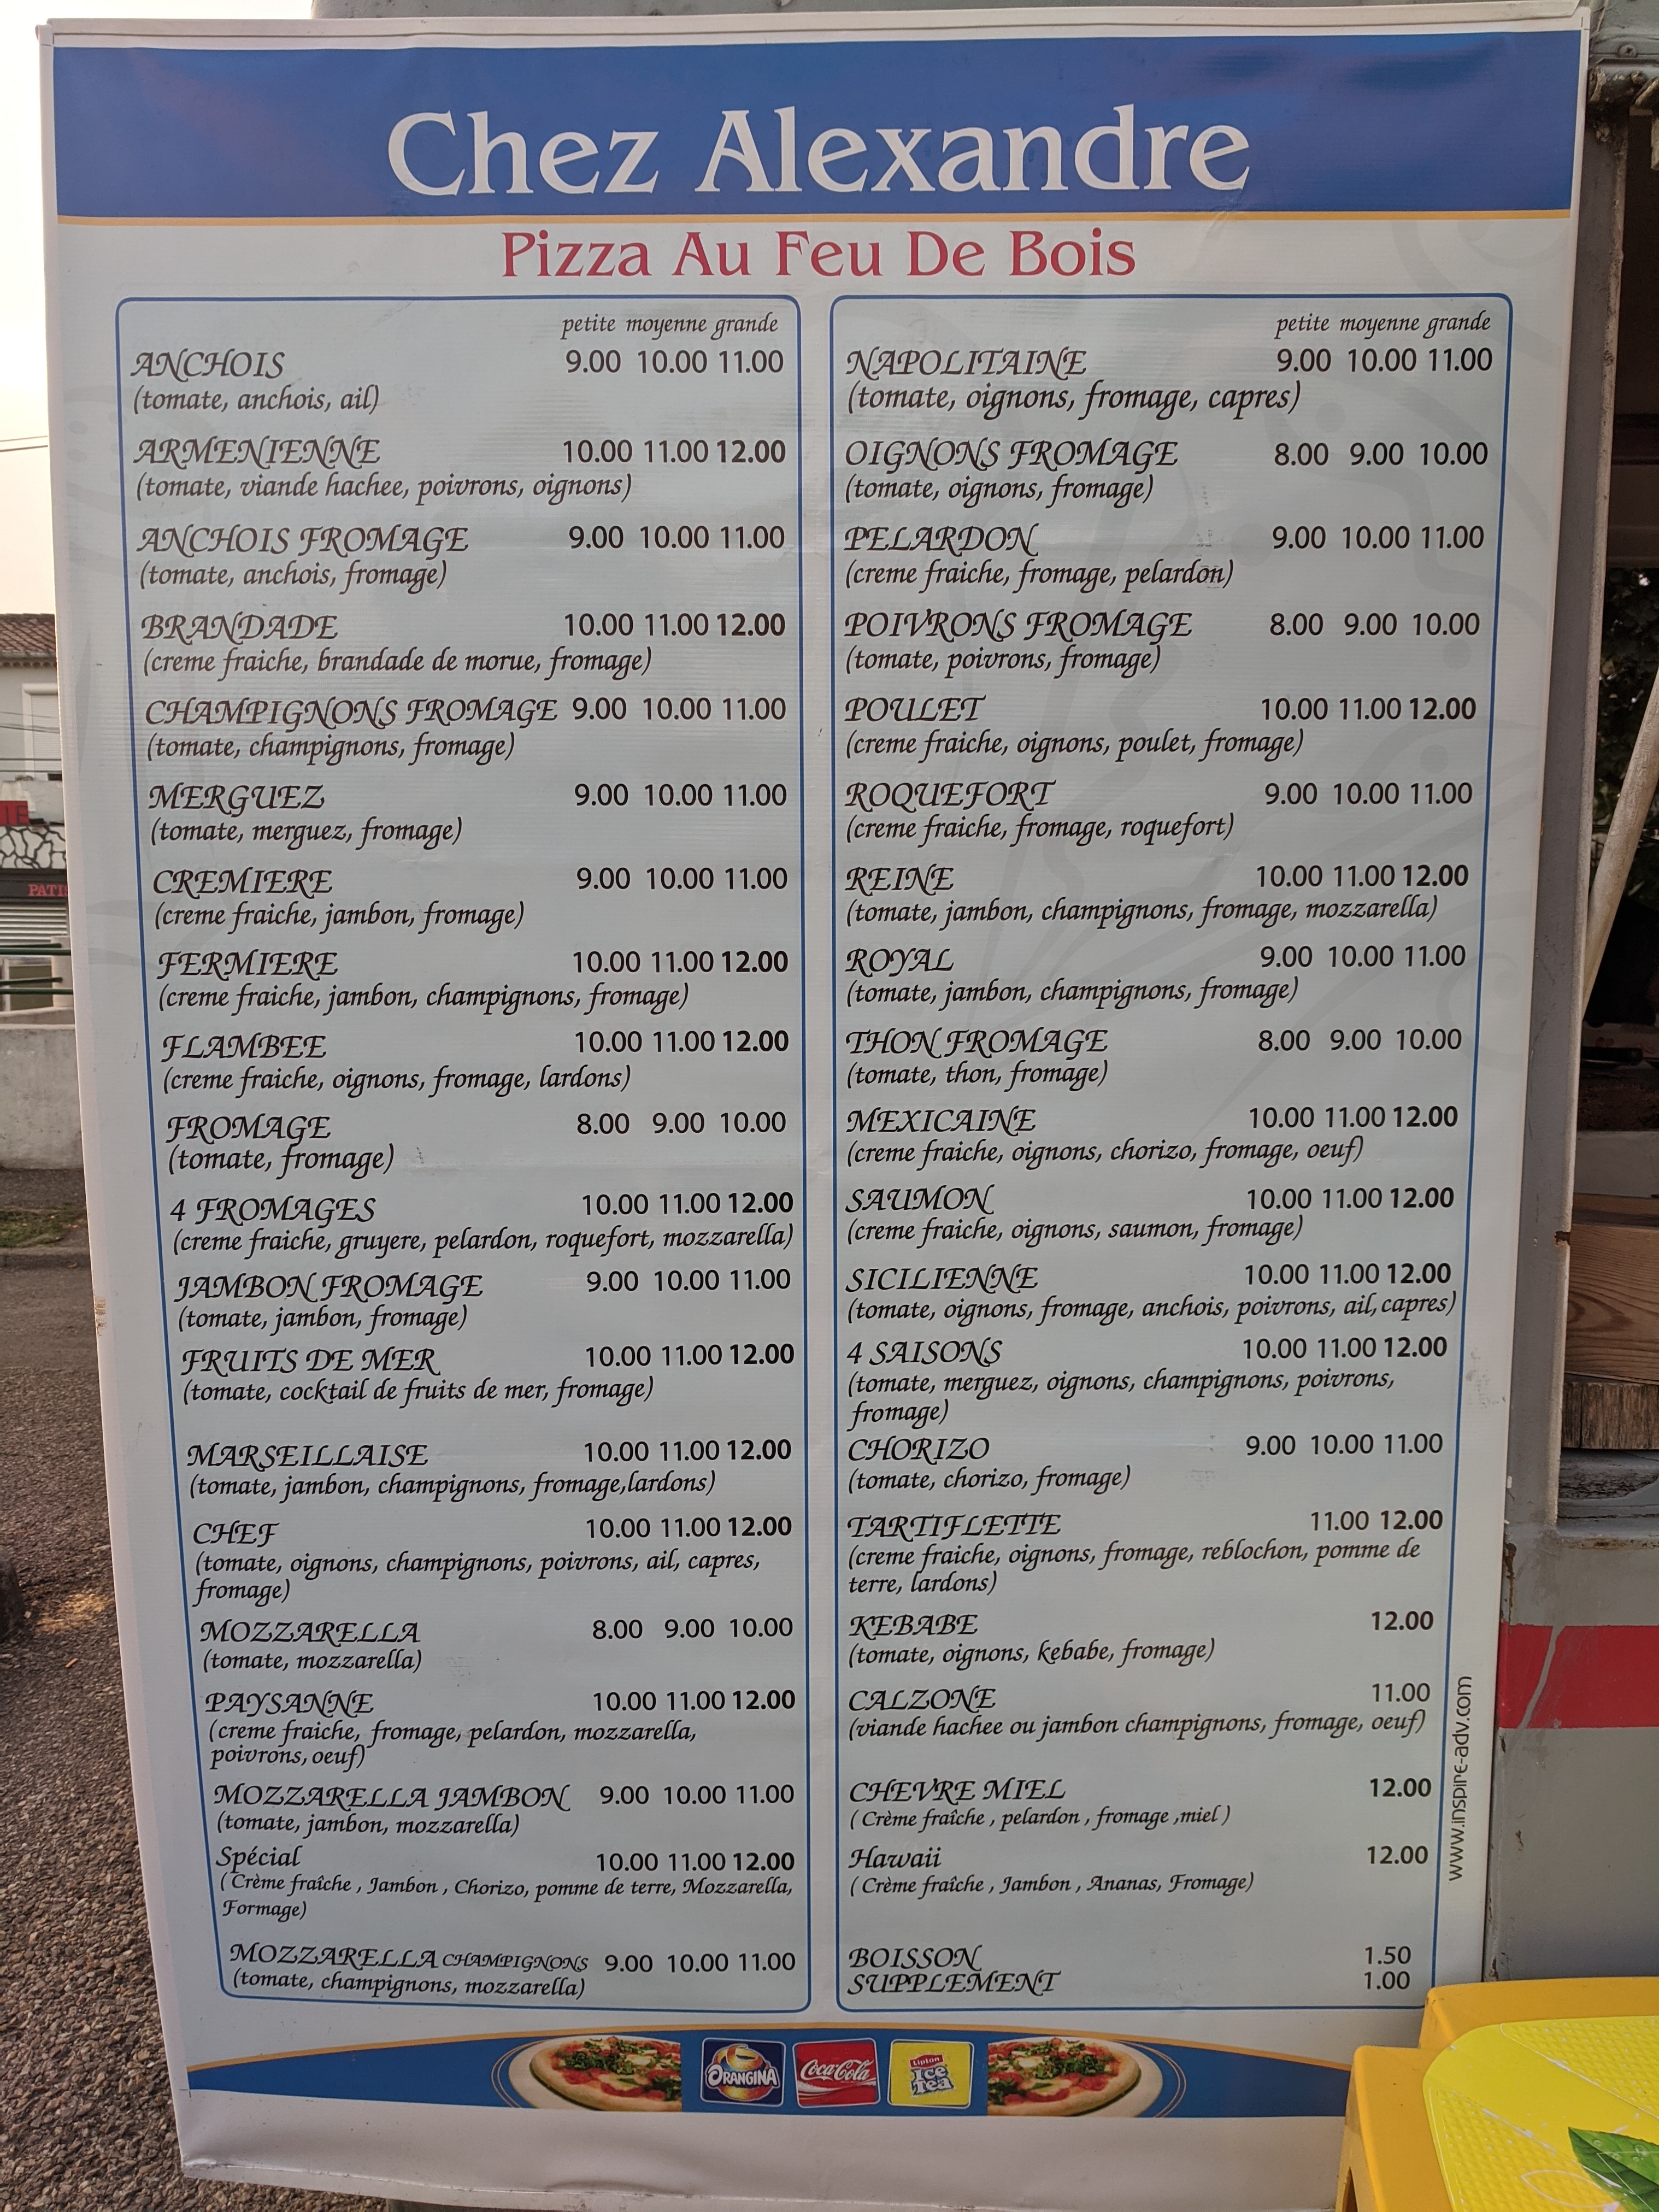 Chez Alexandre
Pizza Au Feu De Bois
petite moyenne grande
ANCHOIS 9.00 10.00 11.00
(tomate, anchois, ail)
ARMENIENNE 10.00 11.00 12.00
(tomate, viande hachee, poivrons, oignons)
ANCHOIS FROMAGE 9.00 10.00 11.00
(tomate, anchois, fromage)
BRANDADE 10.00 11.00 12.00
(creme fraiche, brandade de morue, fromage)
CHAMPIGNONS FROMAGE 9.00 10.00 11.00
(tomate, champignons, fromage)
MERGUEZ 9.00 10.00 11.00
(tomate, merguez, fromage)
CREMIERE 9.00 10.00 11.00
(creme fraiche, jambon, fromage)
FERMIERE 10.00 11.00 12.00
(creme fraiche, jambon, champignons, fromage)
FLAMBEE 10.00 11.00 12.00
(creme fraiche, oignons, fromage, lardons)
FROMAGE 8.00 9.00 10.00
(tomate, fromage)
4 FROMAGES 10.00 11.00 12.00
(creme fraiche, gruyere, pelardon, roquefort, mozzarella)
JAMBON FROMAGE 9.00 10.00 11.00
(tomate, jambon, fromage)
FRUITS DE MER 10.00 11.00 12.00
(tomate, cocktail de fruits de mer, fromage)
MARSEILLAISE 10.00 11.00 12.00
(tomate, jambon, champignons, fromage,lardons)
CHEF 10.00 11.00 12.00
(tomate, oignons, champignons, poivrons, ail, capres,
fromage)
MOZZARELLA 8.00 9.00 10.00
(tomate, mozzarella)
PAYSANNE 10.00 11.00 12.00
(creme fraiche, fromage, pelardon, mozzarella,
poivrons, oeuf)
MOZZARELLA JAMBON 9.00 10.00 11.00
(tomate, jambon, mozzarella)
Spécial 10.00 11.00 12.00
( Crème fraîche , Jambon , Chorizo, pomme de terre, Mozzarella,
Formage)
MOZZARELLA CHAMPIGNONS 9.00 10.00 11.00
(tomate, champignons, mozzarella)
petite moyenne grande
NAPOLITAINE 9.00 10.00 11.00
(tomate, oignons, fromage, capres)
OIGNONS FROMAGE 8.00 9.00 10.00
(tomate, oignons, fromage)
PELARDON 9.00 10.00 11.00
(creme fraiche, fromage, pelardon)
POIVRONS FROMAGE 8.00 9.00 10.00
(tomate, poivrons, fromage)
POULET 10.00 11.00 12.00
(creme fraiche, oignons, poulet, fromage)
ROQUEFORT 9.00 10.00 11.00
(creme fraiche, fromage, roquefort)
REINE 10.00 11.00 12.00
(tomate, jambon, champignons, fromage, mozzarella)
ROYAL 9.00 10.00 11.00
(tomate, jambon, champignons, fromage)
THON FROMAGE 8.00 9.00 10.00
(tomate, thon, fromage)
MEXICAINE 10.00 11.00 12.00
(creme fraiche, oignons, chorizo, fromage, oeuf)
SAUMON 10.00 11.00 12.00
(creme fraiche, oignons, saumon, fromage)
SICILIENNE 10.00 11.00 12.00
(tomate, oignons, fromage, anchois, poivrons, ail, capres)
4 SAISONS 10.00 11.00 12.00
(tomate, merguez, oignons, champignons, poivrons,
fromage)
CHORIZO 9.00 10.00 11.00
(tomate, chorizo, fromage)
TARTIFLETTE 11.00 12.00
(creme fraiche, oignons, fromage, reblochon, pomme de
terre, lardons)
KEBABE 12.00
(tomate, oignons, kebabe, fromage)
CALZONE 11.00
(viande hachee ou jambon champignons, fromage, oeuf)
CHEVRE MIEL 12.00
( Crème fraîche , pelardon , fromage ,miel )
Hawaii 12.00
( Crème fraîche , Jambon , Ananas, Fromage)
BOISSON 1.50
SUPPLEMENT 1.00
www.inspire-adv.com
ORANGINA
Coca-Cola
Lipton
Ice
Tea